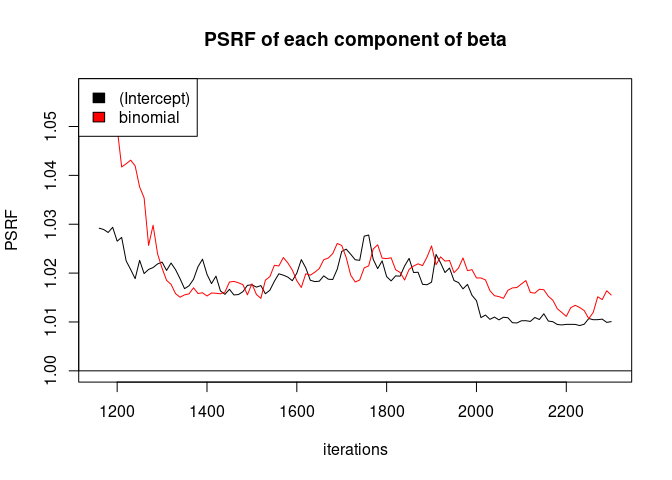 PSRF of each component of beta
(Intercept)
binomial
PSRF
1.05
1.04
1.03
1.02
1.01
1.00
1200 1400 1600 1800 2000 2200
iterations